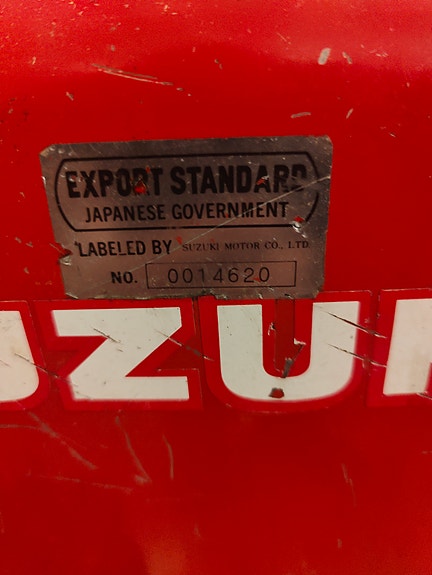 EXPORT STANDARD
JAPANESE GOVERNMENT
LABELED BY SUZUKI MOTOR CO., LTD
NO. 0014620
UZUK